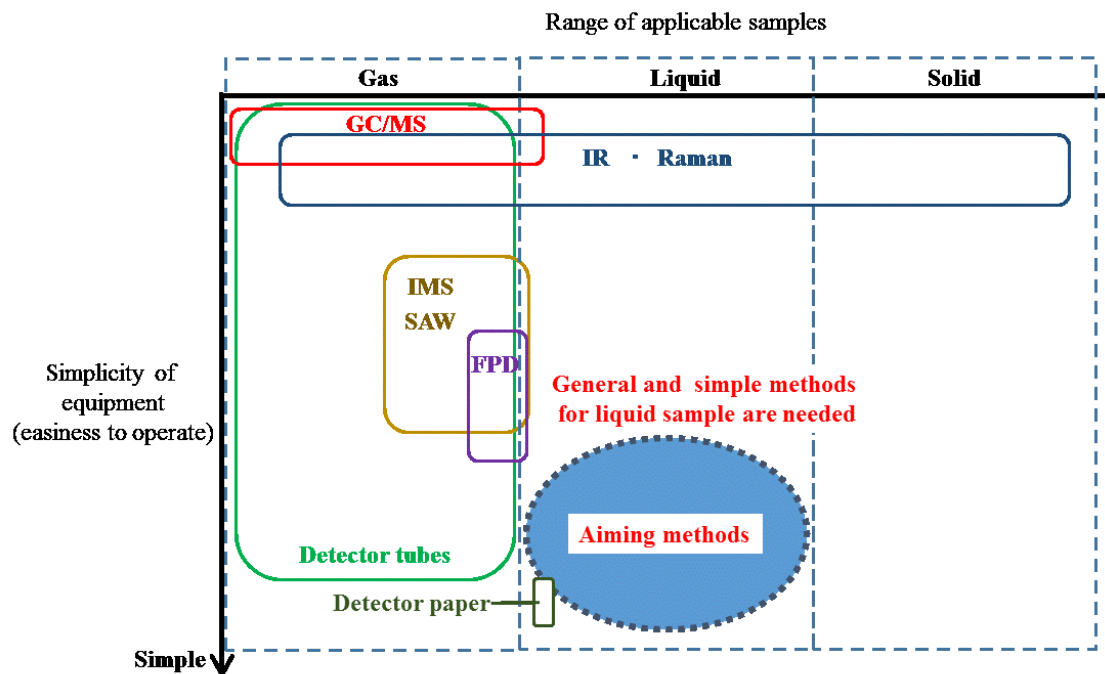 Range of applicable samples
Gas
Liquid
Solid
GC/MS
IR ・ Raman
IMS
SAW
FPD
Simplicity of
equipment
(easiness to operate)
General and simple methods
for liquid sample are needed
Aiming methods
Detector tubes
Detector paper
Simple